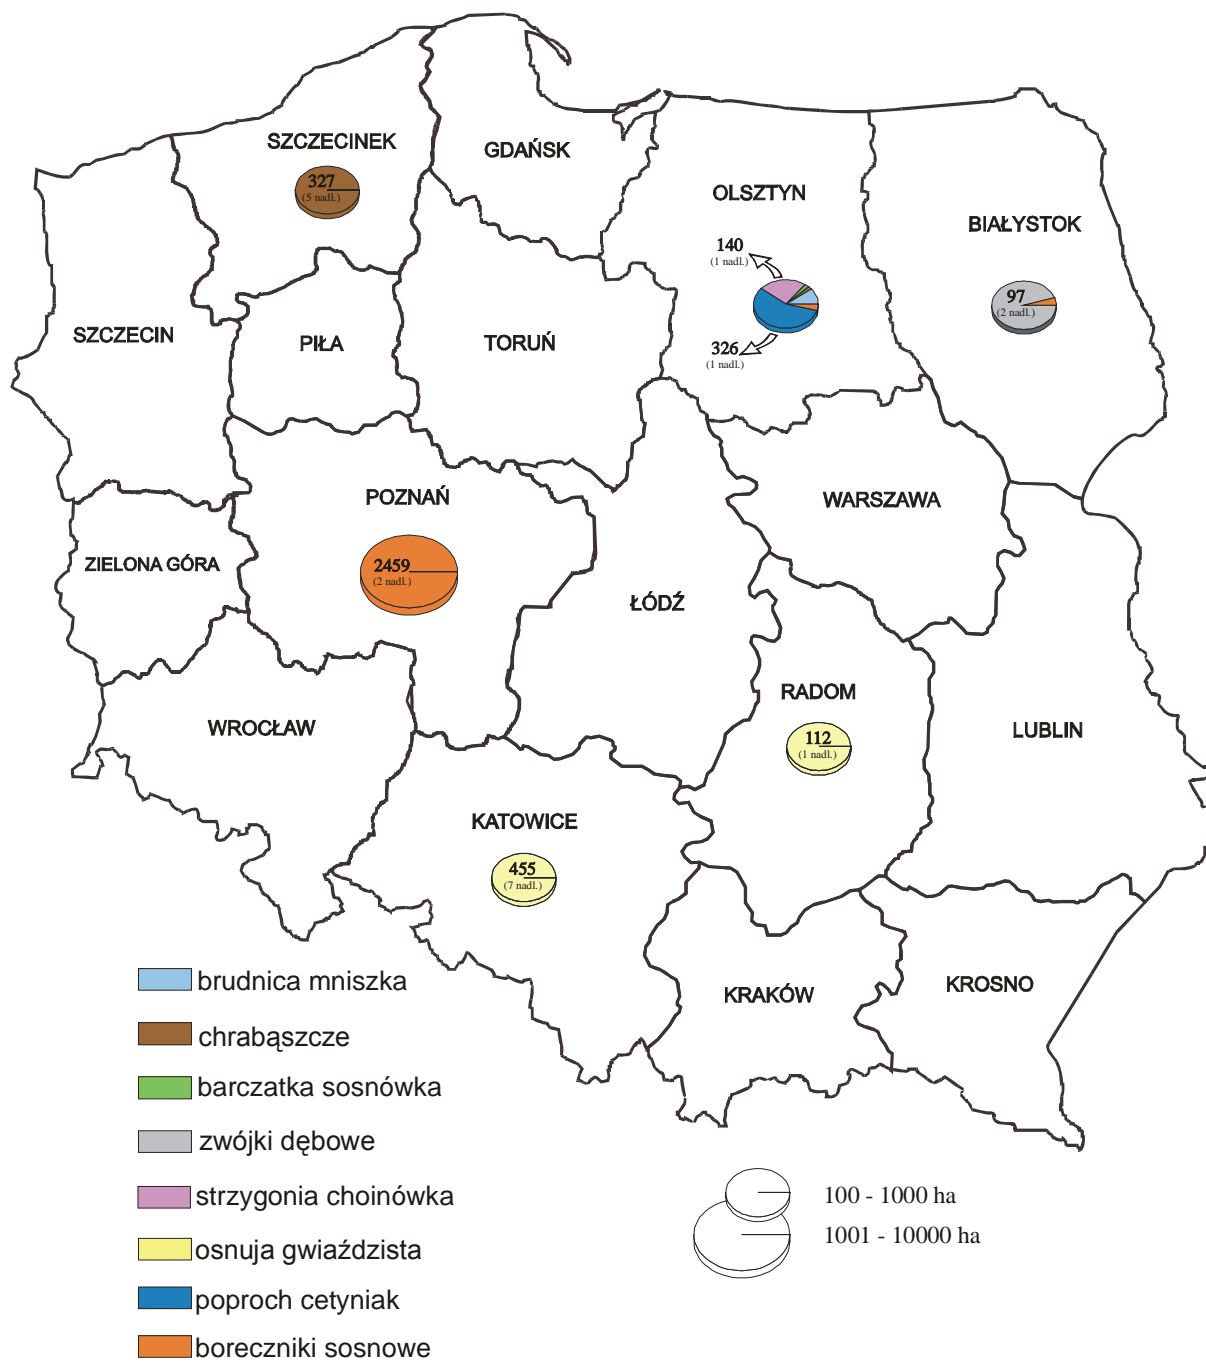 SZCZECINEK
327
(5 nadl.)
GDAŃSK
OLSZTYN
140
(1 nadl.)
326
(1 nadl.)
BIAŁYSTOK
97
(2 nadl.)
SZCZECIN
PIŁA
TORUŃ
POZNAŃ
2459
(2 nadl.)
WARSZAWA
ZIELONA GÓRA
ŁÓDŹ
WROCŁAW
RADOM
112
(1 nadl.)
LUBLIN
KATOWICE
455
(7 nadl.)
KRAKÓW
KROSNO
brudnica mniszka
chrabąszcze
barczatka sosnówka
zwójki dębowe
strzygonia choinówka
osnuja gwiaździsta
poproch cetyniak
boreczniki sosnowe
100 - 1000 ha
1001 - 10000 ha